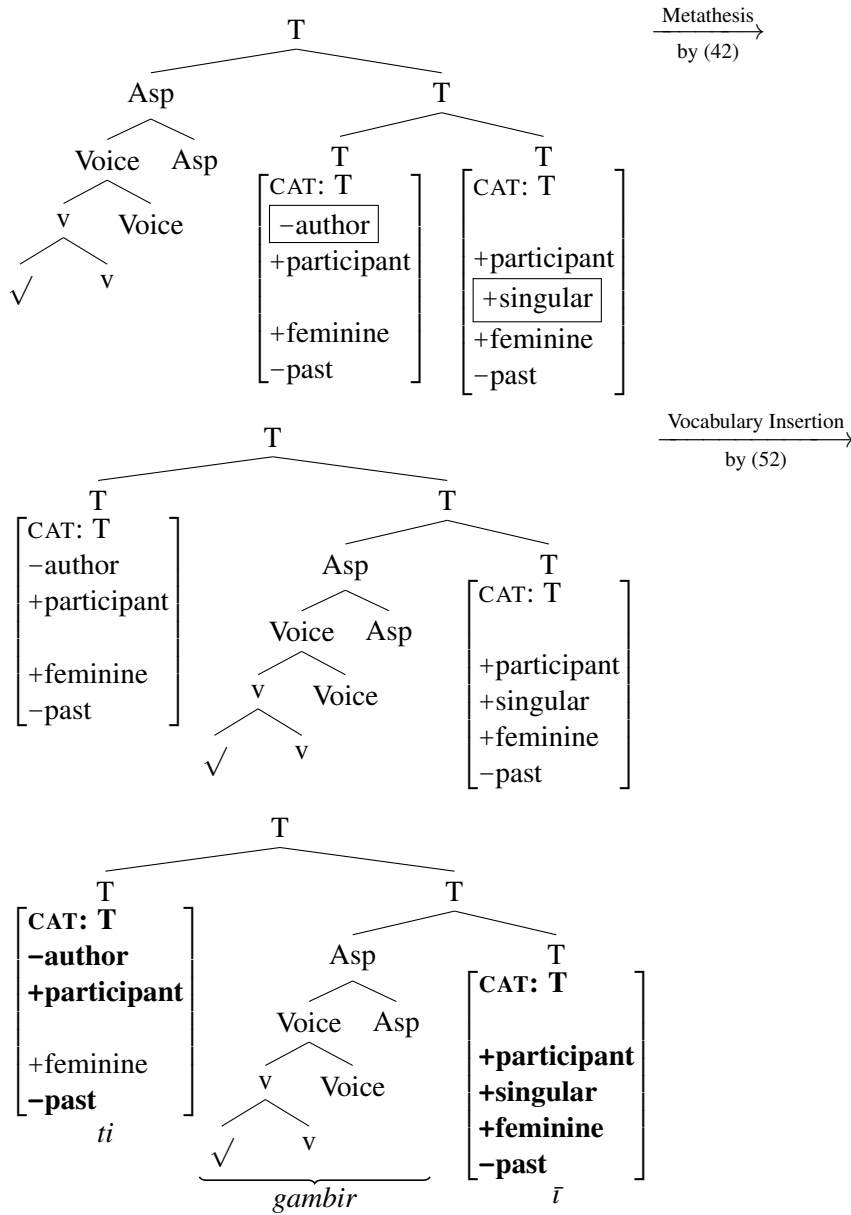 T
Metathesis
by (42)
Asp T
Voice Asp T T
v Voice
√ v
CAT: T
−author
+participant
+feminine
−past
CAT: T
+participant
+singular
+feminine
−past
T
Vocabulary Insertion
by (52)
T T
CAT: T
−author
+participant
+feminine
−past
Asp T
Voice Asp
v Voice
√ v
CAT: T
+participant
+singular
+feminine
−past
T
T T
CAT: T
−author
+participant
+feminine
−past
ti
Asp T
Voice Asp
v Voice
√ v
gambir
CAT: T
+participant
+singular
+feminine
−past
ī